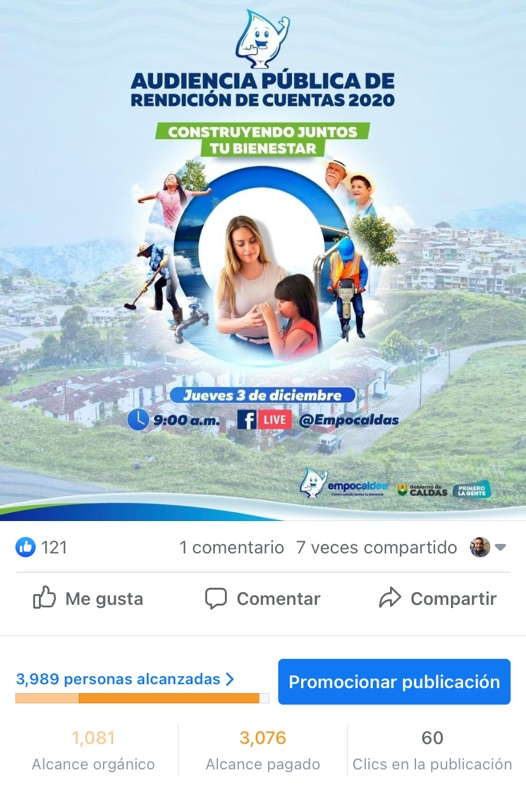 AUDIENCIA PÚBLICA DE
RENDICIÓN DE CUENTAS 2020
CONSTRUYENDO JUNTOS
TU BIENESTAR
Jueves 3 de diciembre
9:00 a.m. f LIVE @Empocaldas
empocaldas
Gobierno de
CALDAS
PRIMERO
LA GENTE
121 1 comentario 7 veces compartido
Me gusta Comentar Compartir
3,989 personas alcanzadas
Promocionar publicación
1,081 3,076 60
Alcance orgánico Alcance pagado Clics en la publicación